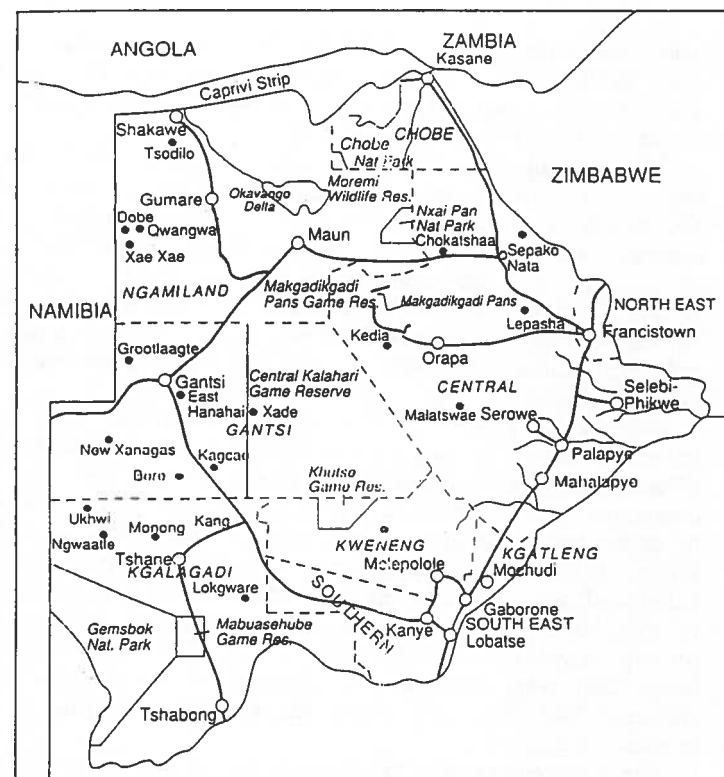 ANGOLA
ZAMBIA
Kasane
Caprivi Strip
Shakawe
Tsodilo
CHOBE
Chobe
Nat Park
ZIMBABWE
Gumare
Okavango
Delta
Moremi
Wildlife Res.
Nxai Pan
Nat Park
Dobe
Qwangwa
Xae Xae
Maun
Chokatshaa
Sepako
Nata
NAMIBIA
NGAMILAND
Makgadikgadi
Pans Game Res.
Makgadikgadi Pans
NORTH EAST
Lepasha
Francistown
Grootlaagte
Kedia
Orapa
Gantsi
East
Hanahai
Central Kalahari
Game Reserve
Xade
GANTSI
CENTRAL
Selebi-
Phikwe
Malatswae
Serowe
New Xanagas
Kagcae
Bere
Palapye
Mahalapye
Khutse
Game Res.
Ukhwi
Ngwaatle
Monong
Kang
Tshane
KGALAGADI
KWENENG
Molepolole
KGATLENG
Mochudi
Lokgware
SOUTHERN
Gaborone
SOUTH EAST
Kanye
Lobatse
Gemsbok
Nat. Park
Mabuasehube
Game Res.
Tshabong